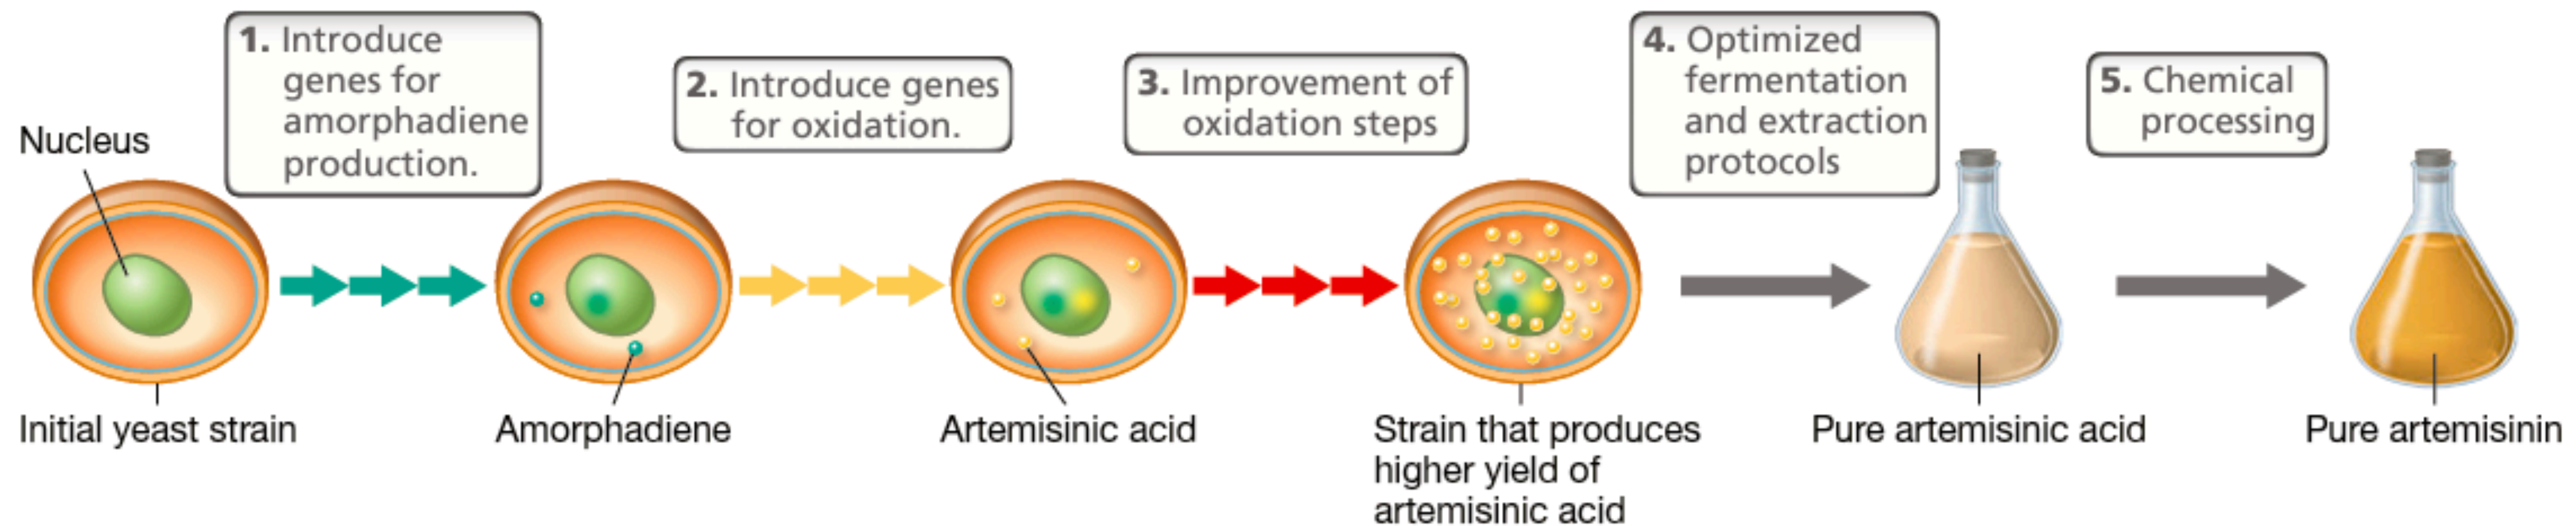 1. Introduce
genes for
amorphadiene
production.
2. Introduce genes
for oxidation.
3. Improvement of
oxidation steps
4. Optimized
fermentation
and extraction
protocols
5. Chemical
processing
Nucleus
Initial yeast strain
Amorphadiene
Artemisinic acid
Strain that produces
higher yield of
artemisinic acid
Pure artemisinic acid
Pure artemisinin